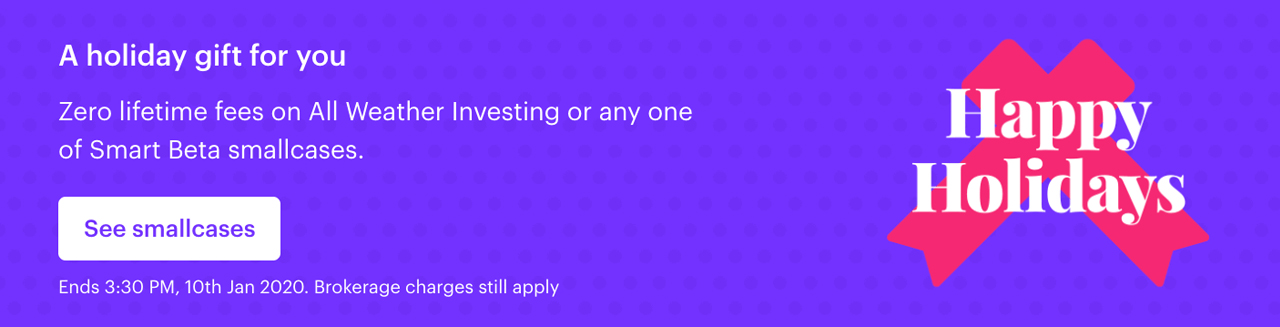 A holiday gift for you
Zero lifetime fees on All Weather Investing or any one
of Smart Beta smallcases.
See smallcases
Ends 3:30 PM, 10th Jan 2020. Brokerage charges still apply
Happy
Holidays